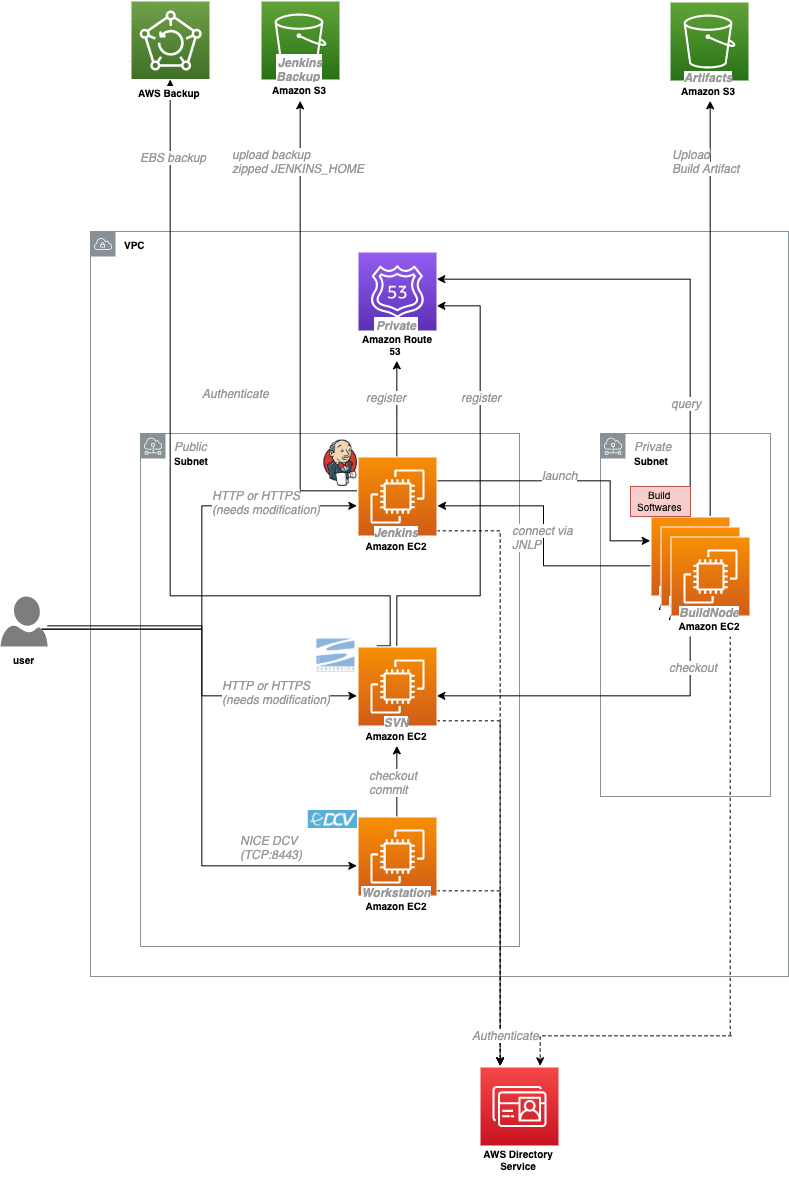 Jenkins
Backup
Artifacts
AWS Backup
Amazon S3
Amazon S3
EBS backup
upload backup
zipped JENKINS_HOME
Upload
Build Artifact
VPC
53
Private
Amazon Route
53
Authenticate
register
register
query
Public
Subnet
Private
Subnet
launch
HTTP or HTTPS
(needs modification)
Build
Softwares
Jenkins
Amazon EC2
connect via
JNLP
BuildNode
Amazon EC2
user
checkout
HTTP or HTTPS
(needs modification)
SVN
Amazon EC2
checkout
commit
DCV
NICE DCV
(TCP:8443)
Workstation
Amazon EC2
Authenticate
AWS Directory
Service